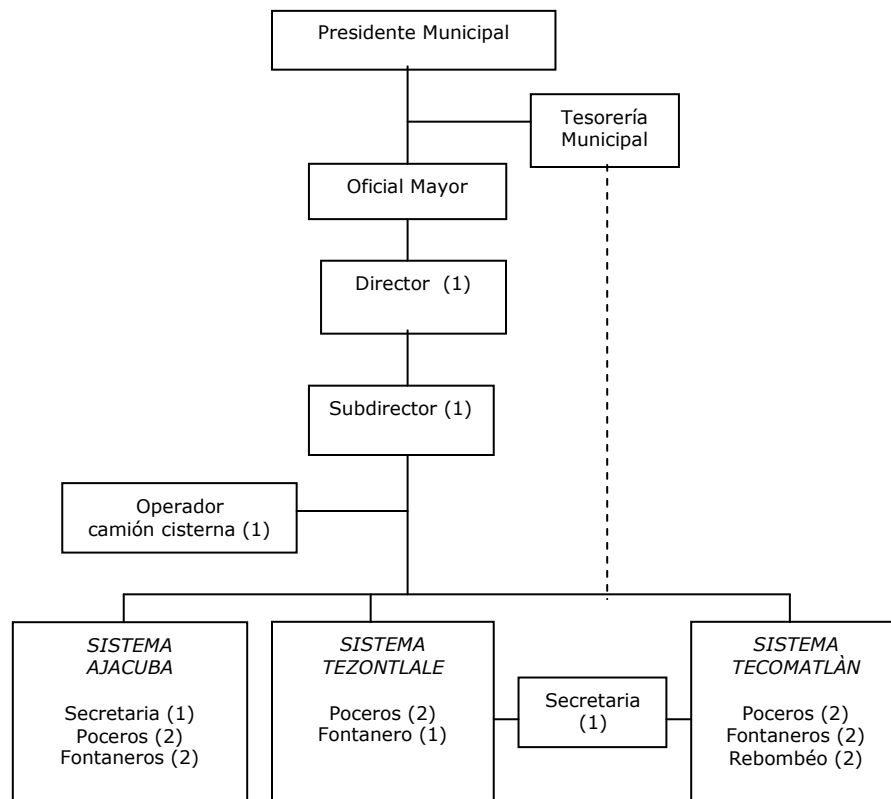 Presidente Municipal
Tesorería
Municipal
Oficial Mayor
Director (1)
Subdirector (1)
Operador
camión cisterna (1)
SISTEMA
AJACUBA
Secretaria (1)
Poceros (2)
Fontaneros (2)
SISTEMA
TEZONTLALE
Poceros (2)
Fontanero (1)
Secretaria
(1)
SISTEMA
TECOMATLÀN
Poceros (2)
Fontaneros (2)
Rebombéo (2)